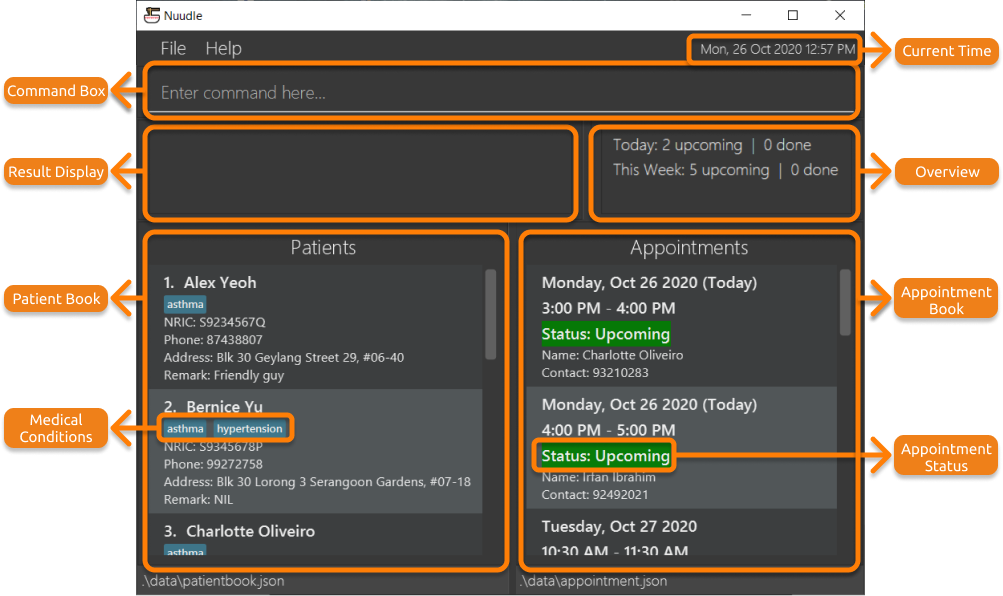 Nuudle
File Help
Mon, 26 Oct 2020 12:57 PM
Current Time
Command Box
Enter command here...
Result Display
Today: 2 upcoming | 0 done
This Week: 5 upcoming | 0 done
Overview
Patients
Patient Book
1. Alex Yeoh
asthma
NRIC: S9234567Q
Phone: 87438807
Address: Blk 30 Geylang Street 29, #06-40
Remark: Friendly guy
Medical
Conditions
2. Bernice Yu
asthma hypertension
NRIC: S9345678P
Phone: 99272758
Address: Blk 30 Lorong 3 Serangoon Gardens, #07-18
Remark: NIL
3. Charlotte Oliveiro
asthma
.\data\patientbook.json
Appointments
Appointment
Book
Monday, Oct 26 2020 (Today)
3:00 PM - 4:00 PM
Status: Upcoming
Name: Charlotte Oliveiro
Contact: 93210283
Monday, Oct 26 2020 (Today)
4:00 PM - 5:00 PM
Status: Upcoming
Appointment
Status
Name: Irfan Ibrahim
Contact: 92492021
Tuesday, Oct 27 2020
10:30 AM - 11:30 AM
.\data\appointment.json